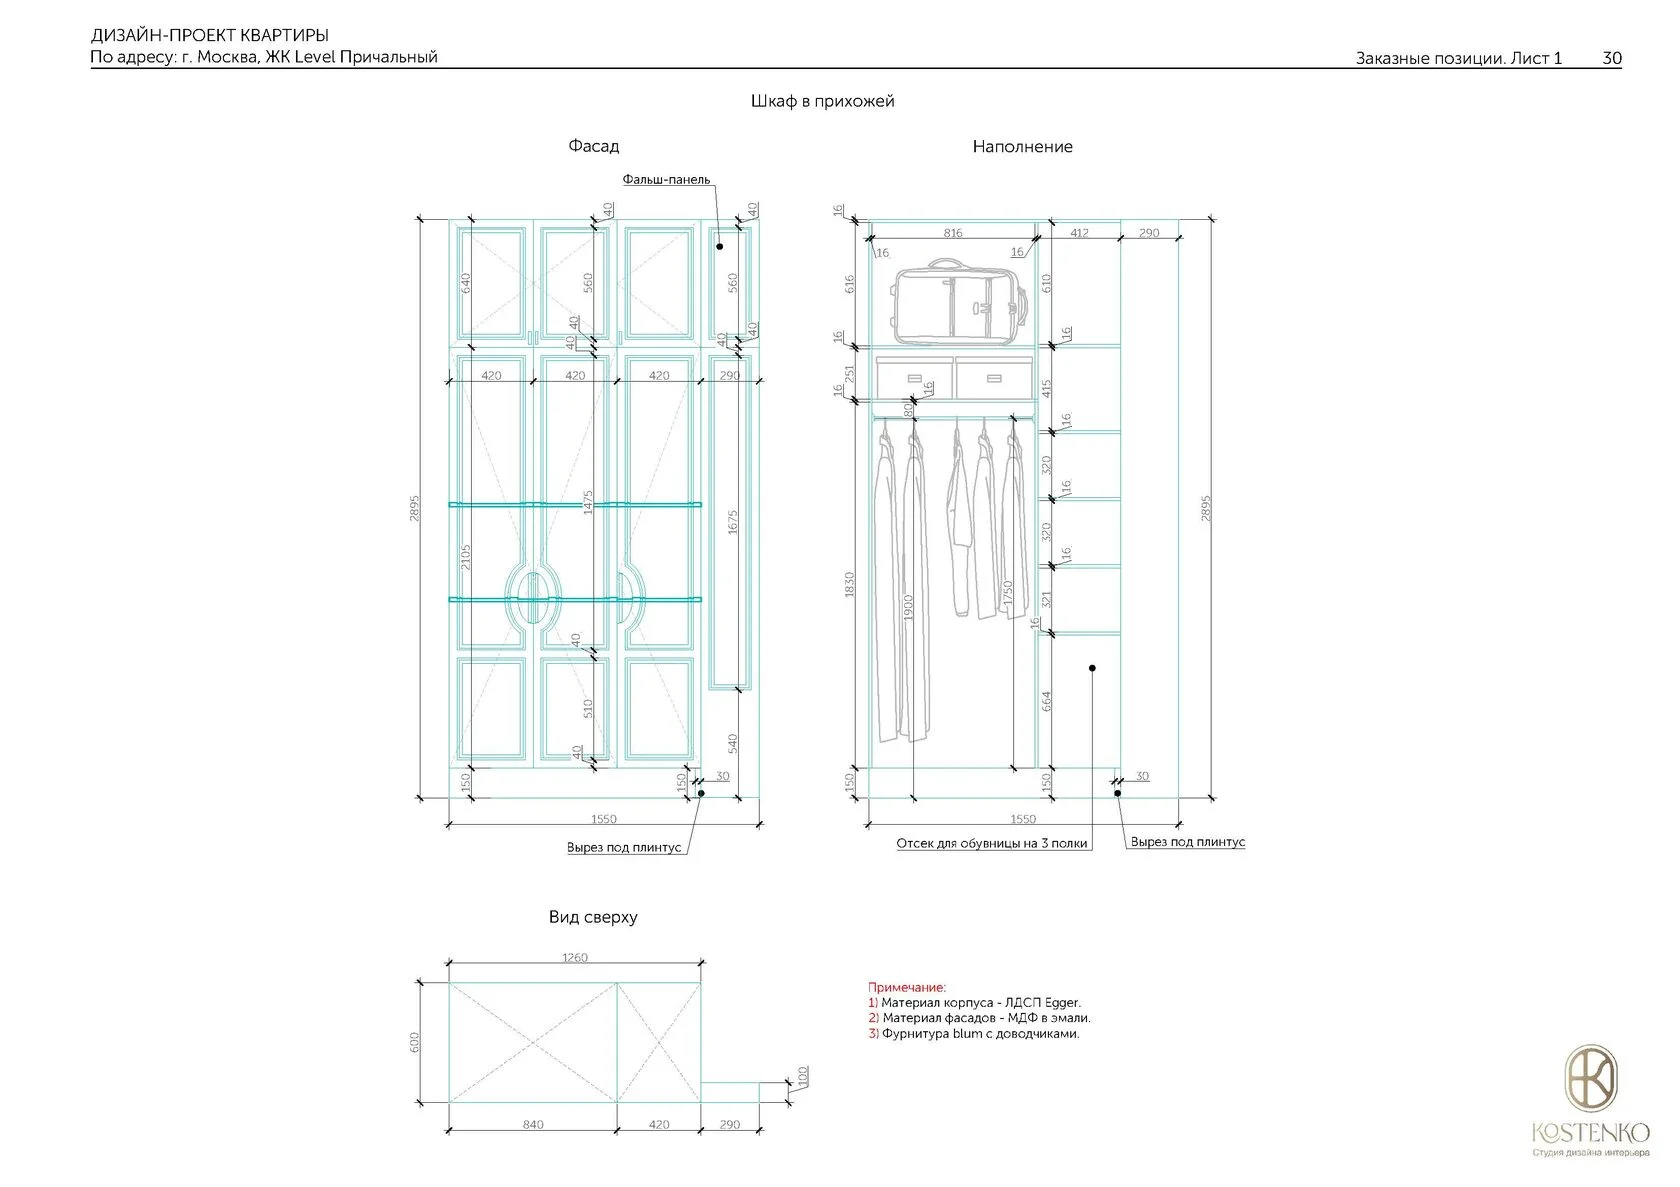 ДИЗАЙН-ПРОЕКТ КВАРТИРЫ
По адресу: г. Москва, ЖК Level Причальный
Заказные позиции. Лист 1 30
Шкаф в прихожей
Фасад
Наполнение
Фальш-панель
40
40
640
560
560
40
40
40
40
420 420 420 290
2895
1475
1675
2105
40
510
40
540
150
150
30
1550
Вырез под плинтус
16
816 412 290
16
16
616
610
16
16
251
415
16
16
80
16
320
16
2895
320
16
1830
1900
1750
321
16
664
150
150
30
1550
Отсек для обувницы на 3 полки
Вырез под плинтус
Вид сверху
1260
600
100
840 420 290
Примечание:
1) Материал корпуса - ЛДСП Egger.
2) Материал фасадов - МДФ в эмали.
3) Фурнитура blum с доводчиками.
KOSTENKO
Студия дизайна интерьера